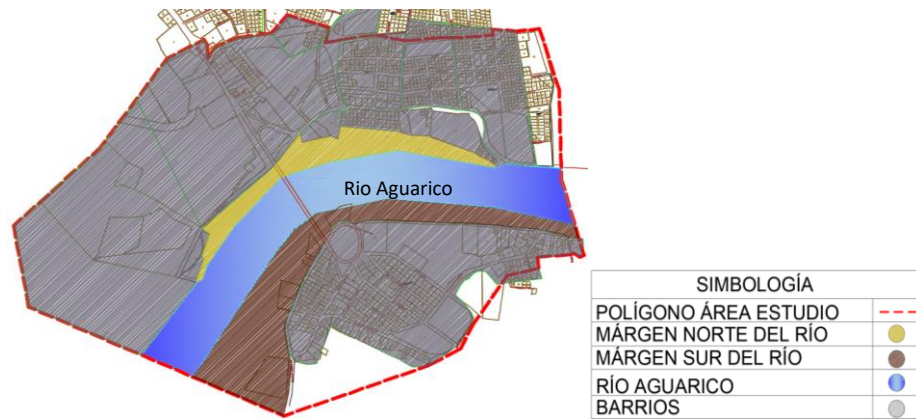 Rio Aguarico
SIMBOLOGÍA
POLÍGONO ÁREA ESTUDIO
MÁRGEN NORTE DEL RÍO
MÁRGEN SUR DEL RÍO
RÍO AGUARICO
BARRIOS